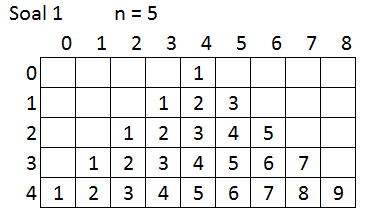 Soal 1 n = 5
0 1 2 3 4 5 6 7 8
0 1
1 1 2 3
2 1 2 3 4 5
3 1 2 3 4 5 6 7
4 1 2 3 4 5 6 7 8 9